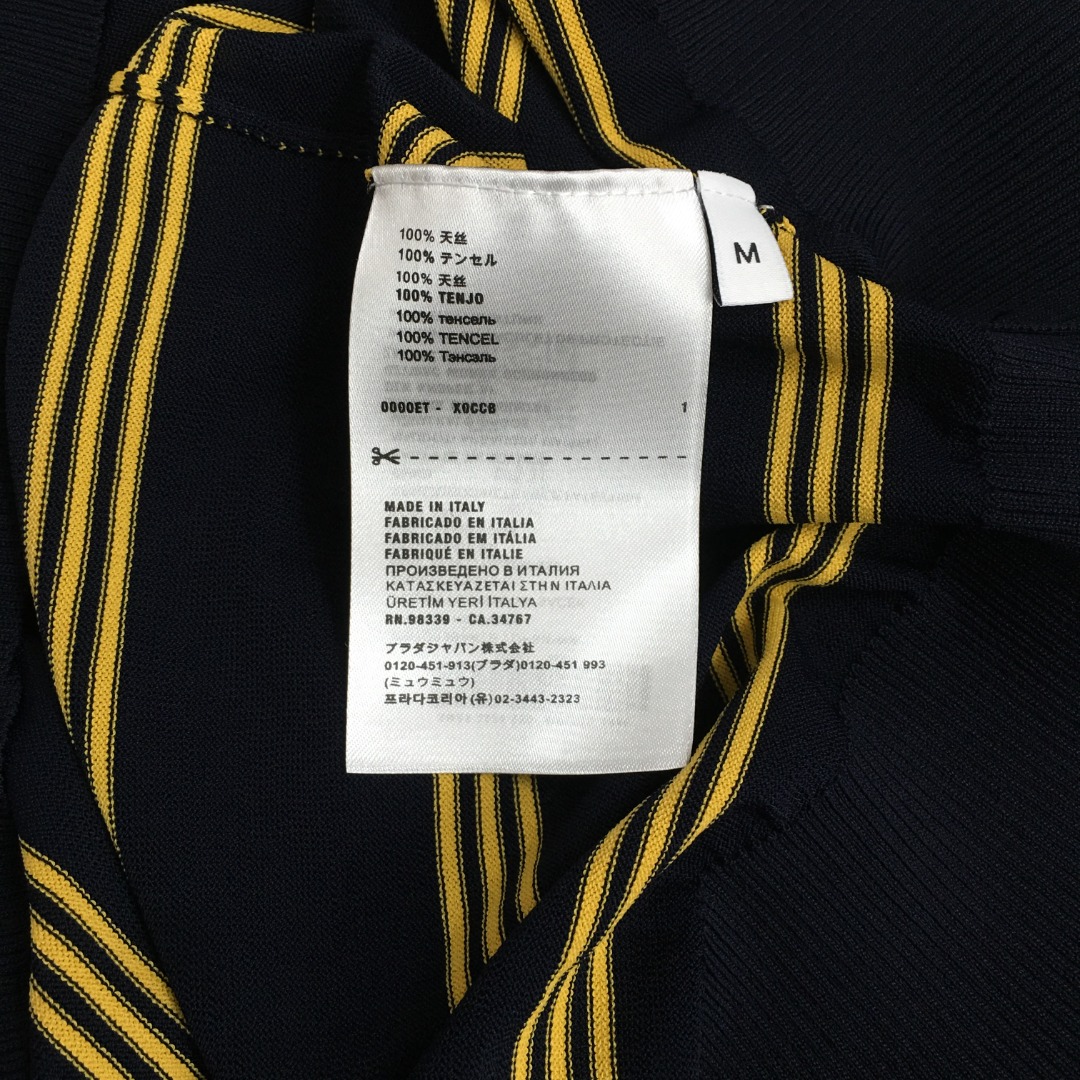 100% 天丝
100% テンセル
100% 天丝
100% TENJO
100% тенсель
100% TENCEL
100% Тэнсэль
0000ET - X0CCB 1
MADE IN ITALY
FABRICADO EN ITALIA
FABRICADO EM ITÁLIA
FABRIQUÉ EN ITALIE
ПРОИЗВЕДЕНО В ИТАЛИЯ
ΚΑΤΑΣΚΕΥΑΖΕΤΑΙ ΣΤΗΝ ΙΤΑΛΙΑ
ÜRETİM YERİ İTALYA
RN.98339 - CA.34767
プラダジャパン株式会社
0120-451-913(プラダ)0120-451 993
(ミュウミュウ)
프라다코리아(유)02-3443-2323
M